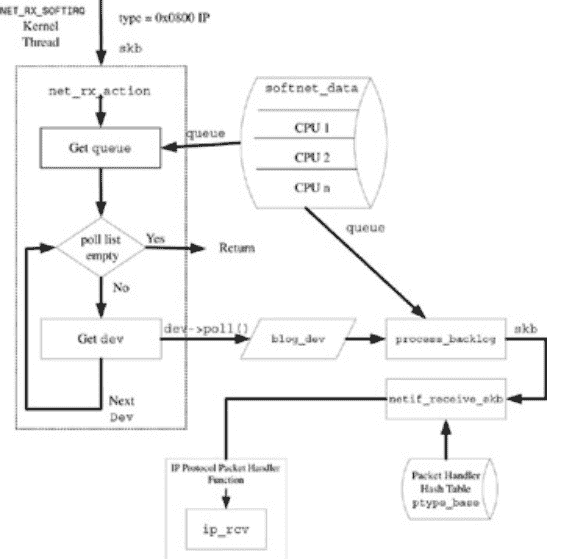 NET_RX_SOFTIRQ
Kernel
Thread
type = 0x0800 IP
skb
net_rx_action
softnet_data
queue
CPU 1
Get queue
CPU 2
CPU n
queue
poll list
empty
Yes
Return
No
Get dev
dev->poll()
blog_dev
process_backlog
skb
Next
Dev
netif_receive_skb
IP Protocol Packet Handler
Function
Packet Handler
Hash Table
ptype_base
ip_rcv